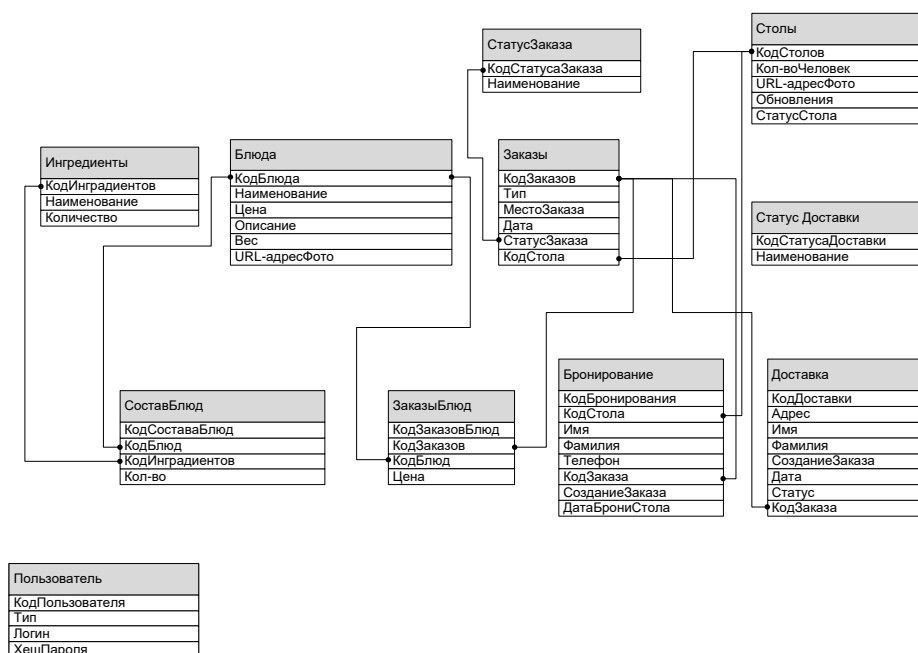 СтатусЗаказа
КодСтатусаЗаказа
Наименование
Столы
КодСтолов
Кол-воЧеловек
URL-адресФото
Обновления
СтатусСтола
Ингредиенты
КодИнградиентов
Наименование
Количество
Блюда
КодБлюда
Наименование
Цена
Описание
Вес
URL-адресФото
Заказы
КодЗаказов
Тип
МестоЗаказа
Дата
СтатусЗаказа
КодСтола
Статус Доставки
КодСтатусаДоставки
Наименование
СоставБлюд
КодСоставаБлюд
КодБлюд
КодИнградиентов
Кол-во
ЗаказыБлюд
КодЗаказовБлюд
КодЗаказов
КодБлюд
Цена
Бронирование
КодБронирования
КодСтола
Имя
Фамилия
Телефон
КодЗаказа
СозданиеЗаказа
ДатаБрониСтола
Доставка
КодДоставки
Адрес
Имя
Фамилия
СозданиеЗаказа
Дата
Статус
КодЗаказа
Пользователь
КодПользователя
Тип
Логин
ХешПароля